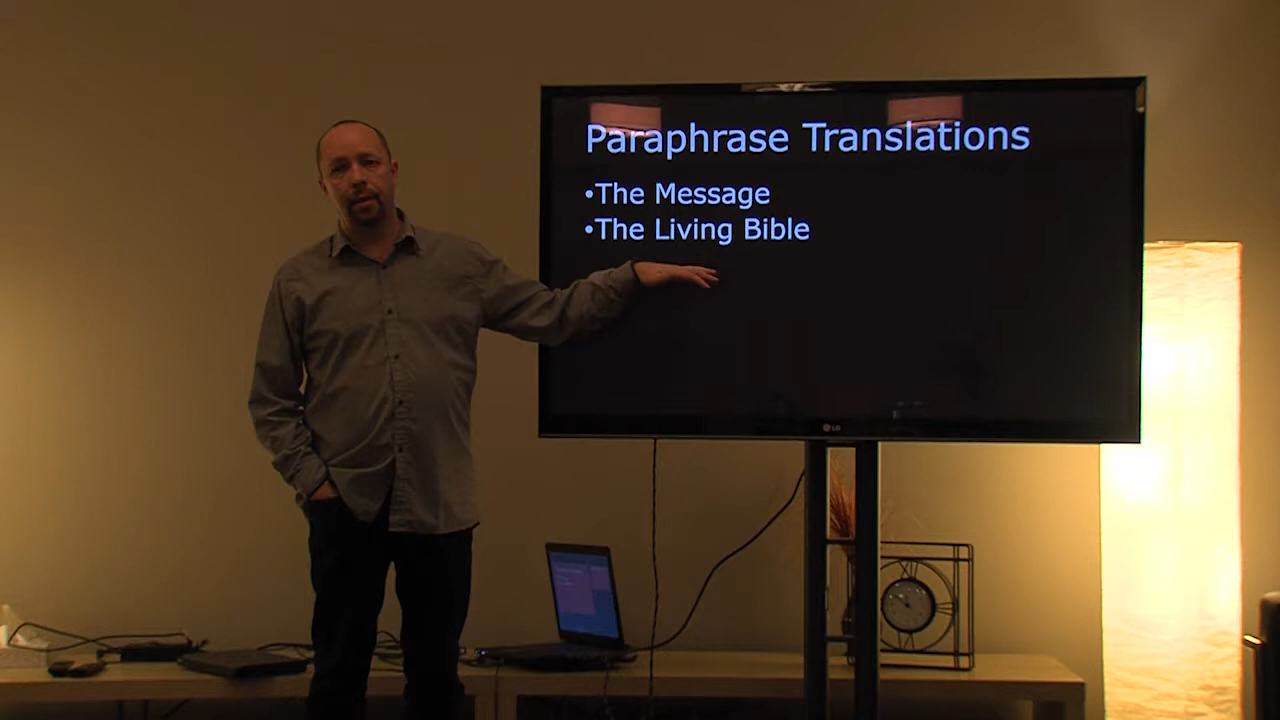 Paraphrase Translations
•The Message
•The Living Bible
LG